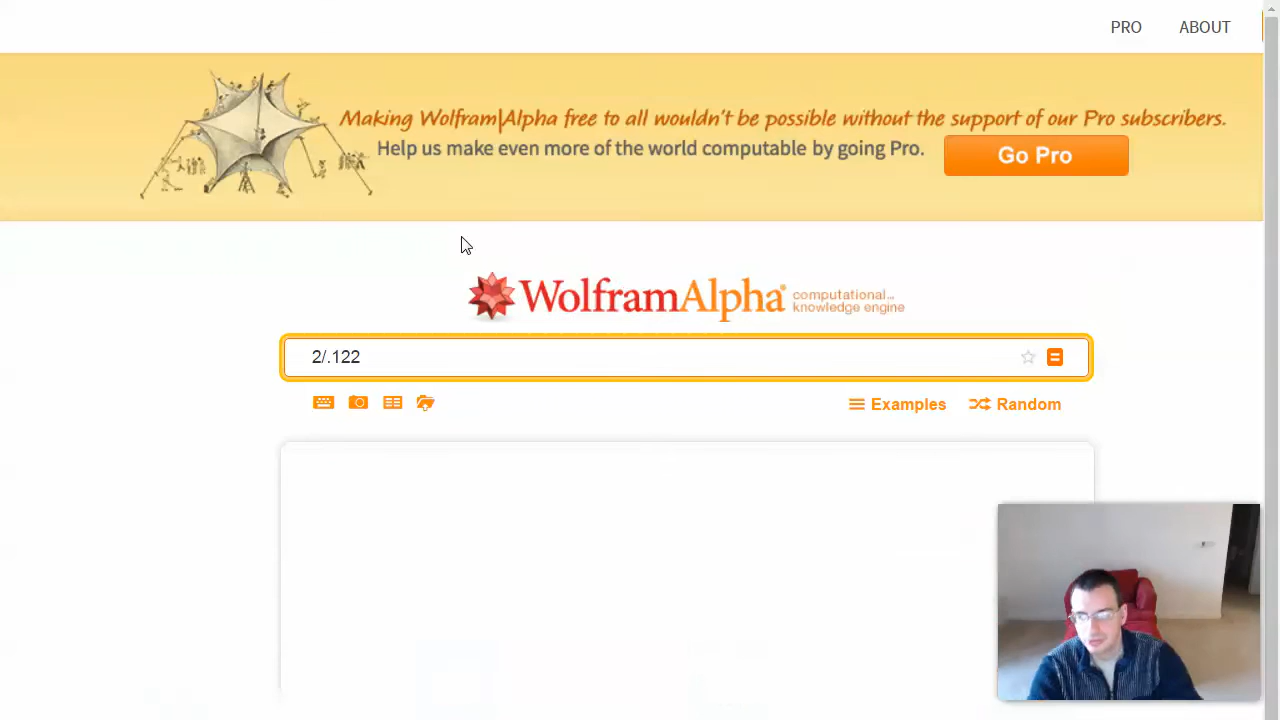 PRO ABOUT
Making Wolfram|Alpha free to all wouldn't be possible without the support of our Pro subscribers.
Help us make even more of the world computable by going Pro. Go Pro
WolframAlpha computational...
knowledge engine
2/.122
Examples Random